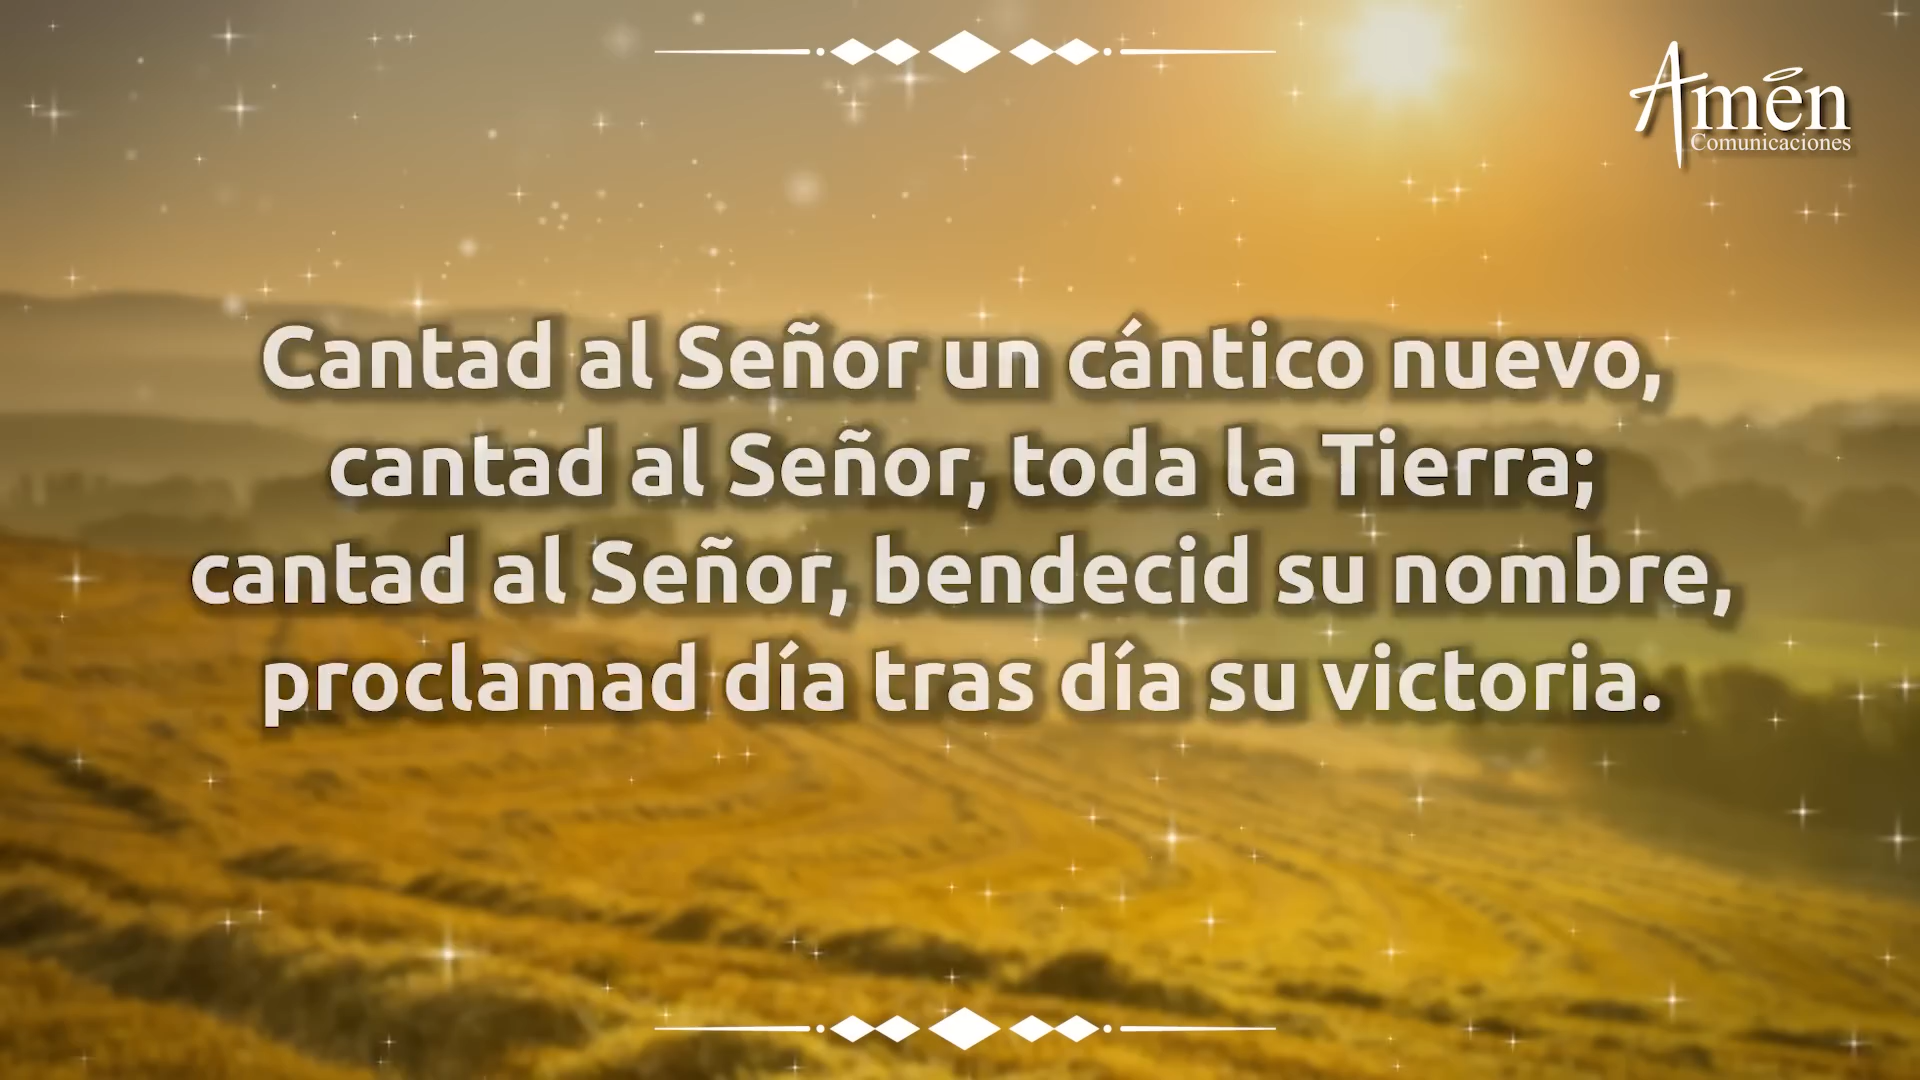 Amén
Comunicaciones
Cantad al Señor un cántico nuevo,
cantad al Señor, toda la Tierra;
cantad al Señor, bendecid su nombre,
proclamad día tras día su victoria.